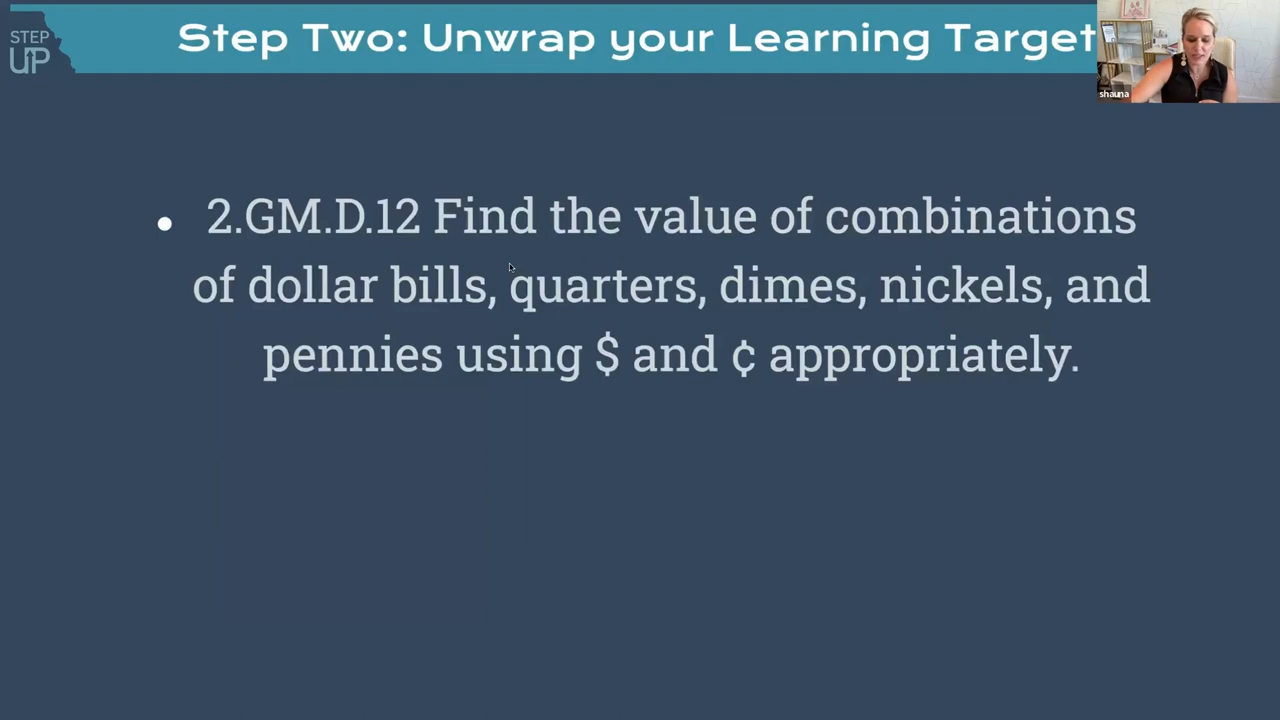 STEP
UP
Step Two: Unwrap your Learning Target
shauna
• 2.GM.D.12 Find the value of combinations
of dollar bills, quarters, dimes, nickels, and
pennies using $ and ¢ appropriately.